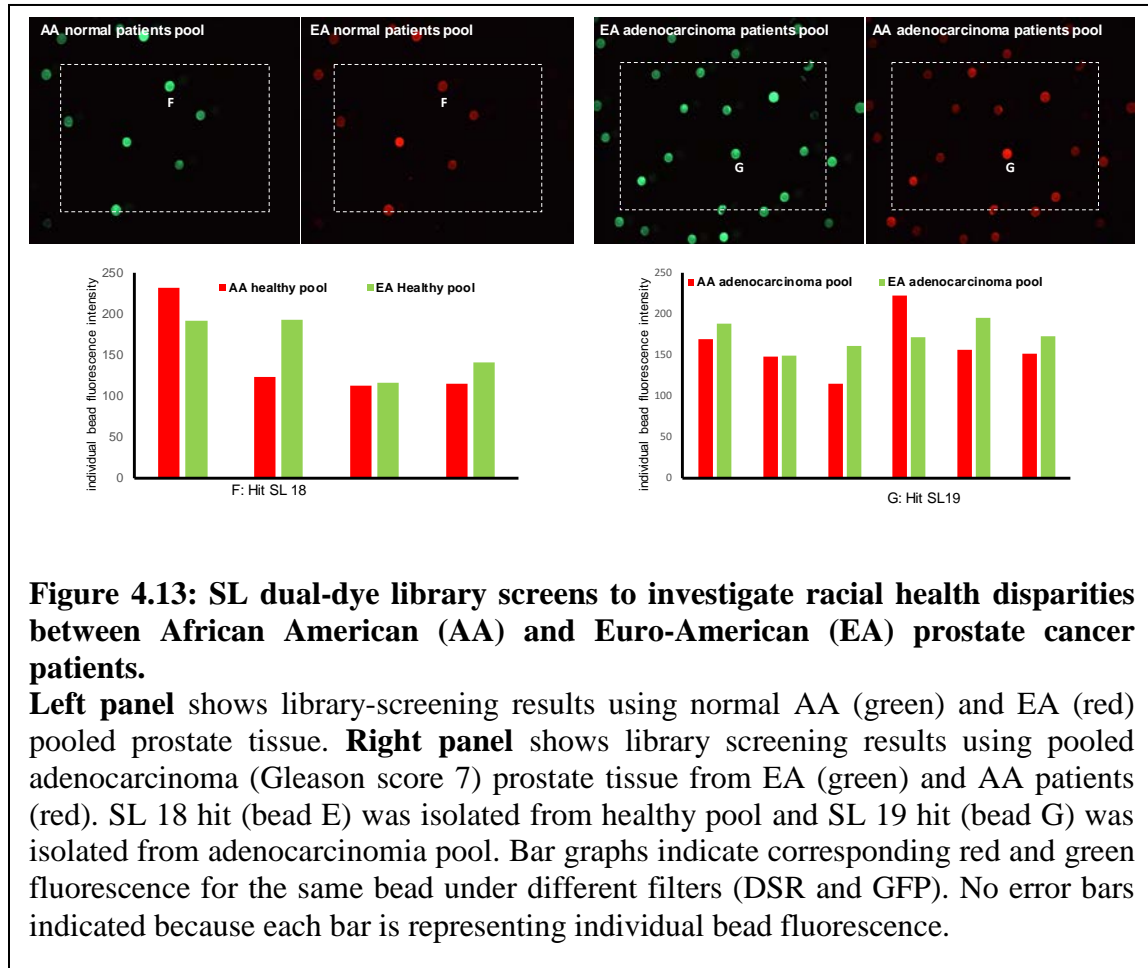 AA normal patients pool
EA normal patients pool
F
F
EA adenocarcinoma patients pool
AA adenocarcinoma patients pool
G
G
individual bead fluorescence intensity
250
200
150
100
50
0
AA healthy pool
EA Healthy pool
F: Hit SL 18
individual bead fluorescence intensity
250
200
150
100
50
0
AA adenocarcinoma pool
EA adenocarcinoma pool
G: Hit SL19
Figure 4.13: SL dual-dye library screens to investigate racial health disparities
between African American (AA) and Euro-American (EA) prostate cancer
patients.
Left panel shows library-screening results using normal AA (green) and EA (red)
pooled prostate tissue. Right panel shows library screening results using pooled
adenocarcinoma (Gleason score 7) prostate tissue from EA (green) and AA patients
(red). SL 18 hit (bead E) was isolated from healthy pool and SL 19 hit (bead G) was
isolated from adenocarcinomia pool. Bar graphs indicate corresponding red and green
fluorescence for the same bead under different filters (DSR and GFP). No error bars
indicated because each bar is representing individual bead fluorescence.